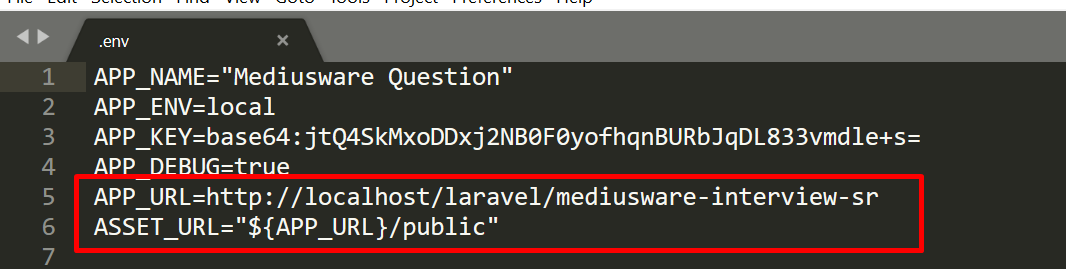 File Edit Selection Find View Goto Tools Project Preferences Help
.env
1 APP_NAME="Mediusware Question"
2 APP_ENV=local
3 APP_KEY=base64:jtQ4SkMxoDDxj2NB0F0yofhqnBURbJqDL833vmdle+s=
4 APP_DEBUG=true
5 APP_URL=http://localhost/laravel/mediusware-interview-sr
6 ASSET_URL="${APP_URL}/public"
7